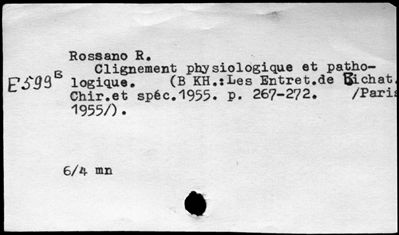 Rossano R.
Clignement physiologique et patho-
E599B logique. (B KH.:Les Entret.de Bichat.
Chir.et spéc.1955. p. 267-272. /Paris
1955/).
6/4 mn